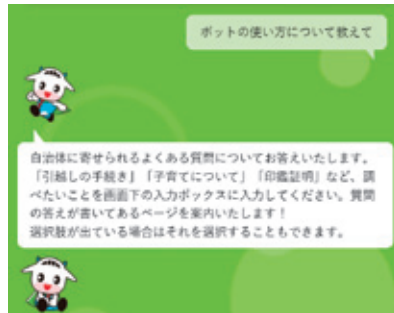 ボットの使い方について教えて
自治体に寄せられるよくある質問についてお答えいたします。
「引越しの手続き」「子育てについて」「印鑑証明」など、調
べたいことを画面下の入力ボックスに入力してください。質問
の答えが書いてあるページを案内いたします！
選択肢が出ている場合はそれを選択することもできます。